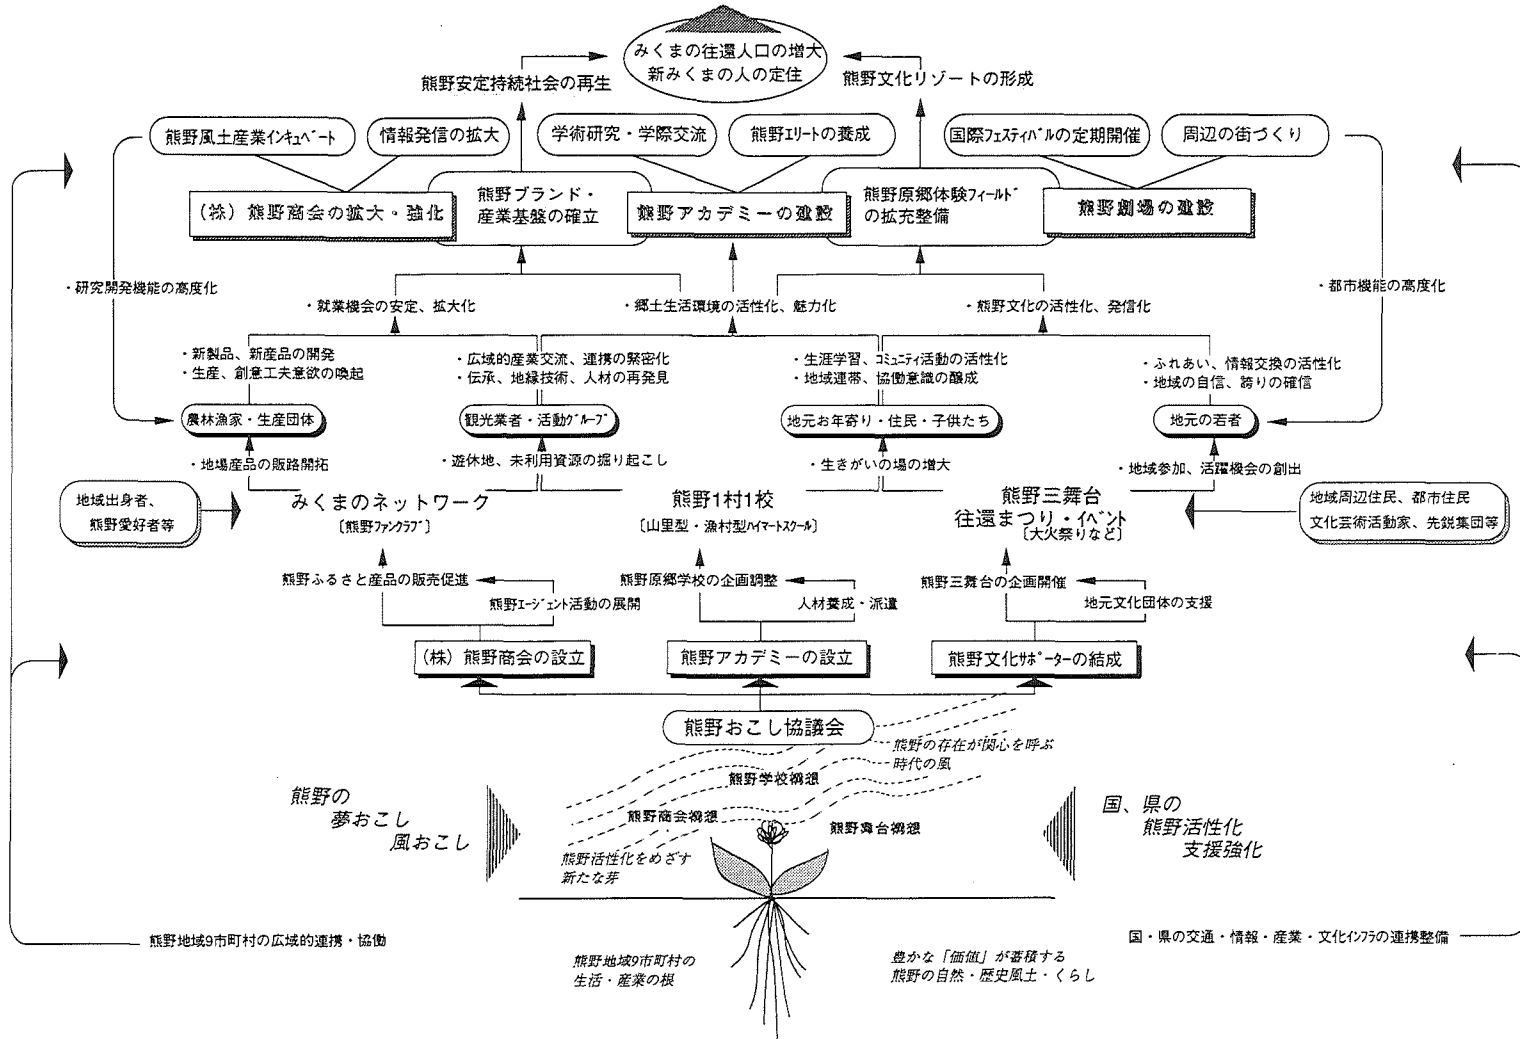 みくまの往還人口の増大
新みくまの人の定住
熊野安定持続社会の再生
熊野文化リゾートの形成
熊野風土産業インキュベート
情報発信の拡大
学術研究・学際交流
熊野エリートの養成
国際フェスティバルの定期開催
周辺の街づくり
(株)熊野商会の拡大・強化
熊野ブランド・
産業基盤の確立
熊野アカデミーの建設
熊野原郷体験フィールド
の拡充整備
熊野劇場の建設
・研究開発機能の高度化
・就業機会の安定、拡大化
・郷土生活環境の活性化、魅力化
・熊野文化の活性化、発信化
・都市機能の高度化
・新製品、新産品の開発
・生産、創意工夫意欲の喚起
・広域的産業交流、連携の緊密化
・伝承、地縁技術、人材の再発見
・生涯学習、コミュニティ活動の活性化
・地域連帯、協働意識の醸成
・ふれあい、情報交換の活性化
・地域の自信、誇りの確信
農林漁家・生産団体
観光業者・活動グループ
地元お年寄り・住民・子供たち
地元の若者
・地場産品の販路開拓
・遊休地、未利用資源の掘り起こし
・生きがいの場の増大
・地域参加、活躍機会の創出
地域出身者、
熊野愛好者等
みくまのネットワーク
〔熊野ファンクラブ〕
熊野1村1校
〔山里型・漁村型ハイマートスクール〕
熊野三舞台
往還まつり・イベント
〔大火祭りなど〕
地域周辺住民、都市住民
文化芸術活動家、先鋭集団等
熊野ふるさと産品の販売促進
熊野エージェント活動の展開
熊野原郷学校の企画調整
人材養成・派遣
熊野三舞台の企画開催
地元文化団体の支援
(株)熊野商会の設立
熊野アカデミーの設立
熊野文化サポーターの結成
熊野おこし協議会
熊野の存在が関心を呼ぶ
時代の風
熊野学校構想
熊野商会構想
熊野舞台構想
熊野の
夢おこし
風おこし
国、県の
熊野活性化
支援強化
熊野活性化をめざす
新たな芽
熊野地域9市町村の広域的連携・協働
国・県の交通・情報・産業・文化インフラの連携整備
熊野地域9市町村の
生活・産業の根
豊かな「価値」が蓄積する
熊野の自然・歴史風土・くらし